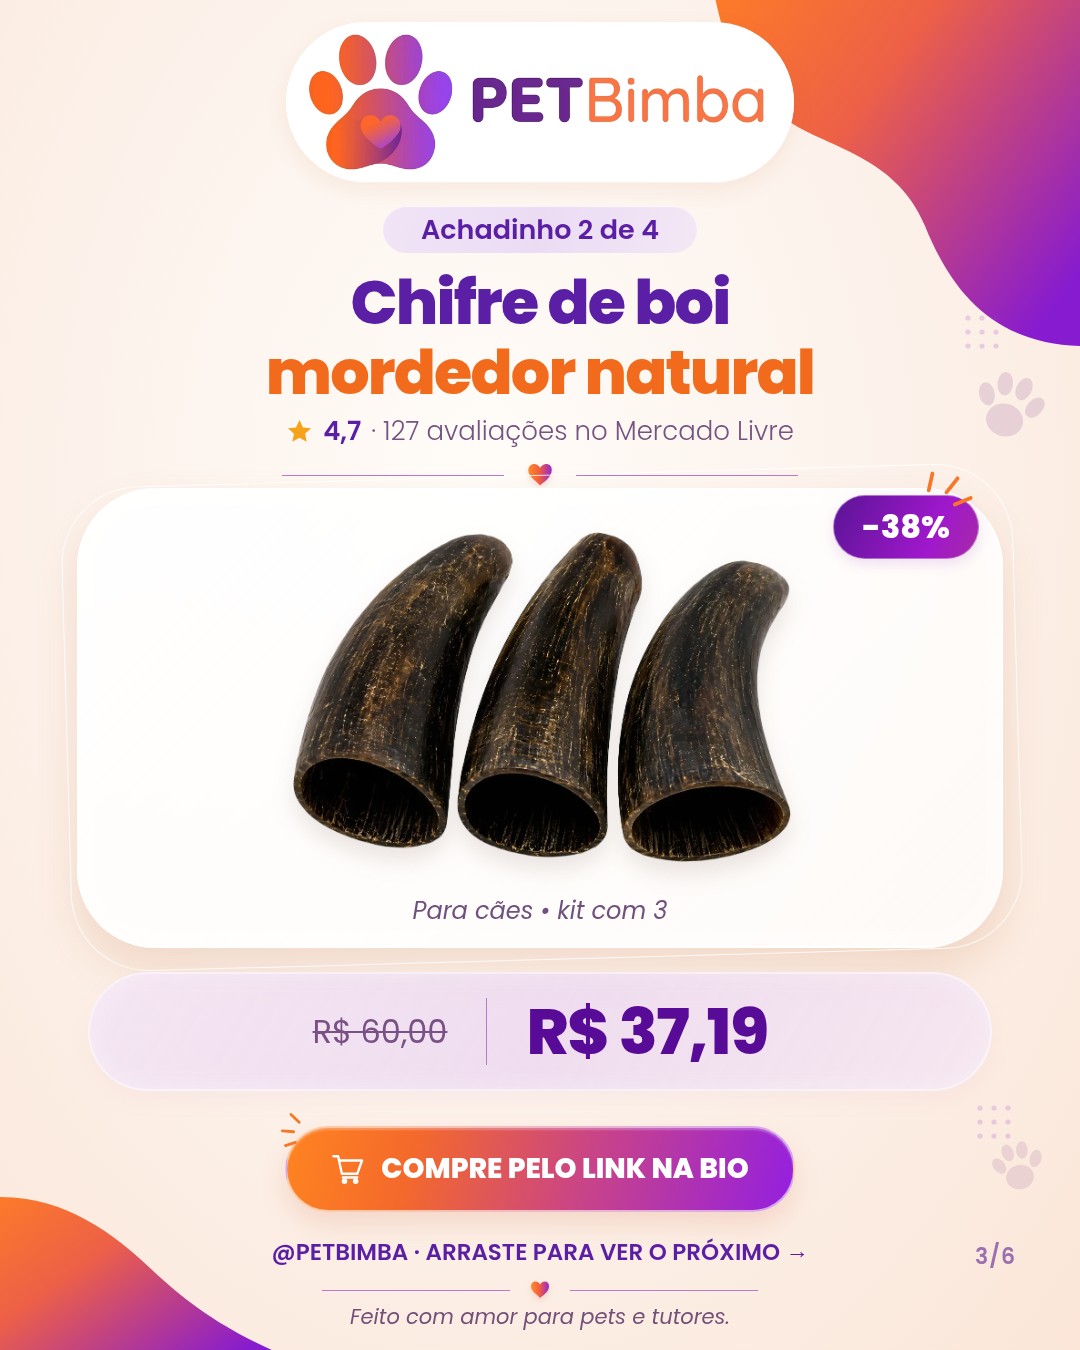 PETBimba
Achadinho 2 de 4
Chifre de boi
mordedor natural
4,7 · 127 avaliações no Mercado Livre
-38%
Para cães • kit com 3
R$ 60,00
R$ 37,19
COMPRE PELO LINK NA BIO
@PETBIMBA · ARRASTE PARA VER O PRÓXIMO →
3/6
Feito com amor para pets e tutores.